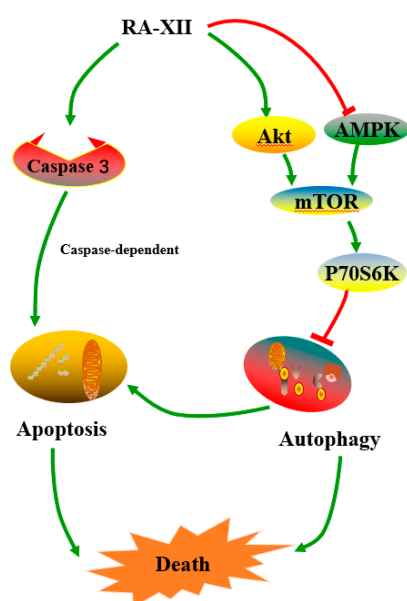 RA-XII
Akt
AMPK
Caspase 3
mTOR
Caspase-dependent
P70S6K
Apoptosis
Autophagy
Death